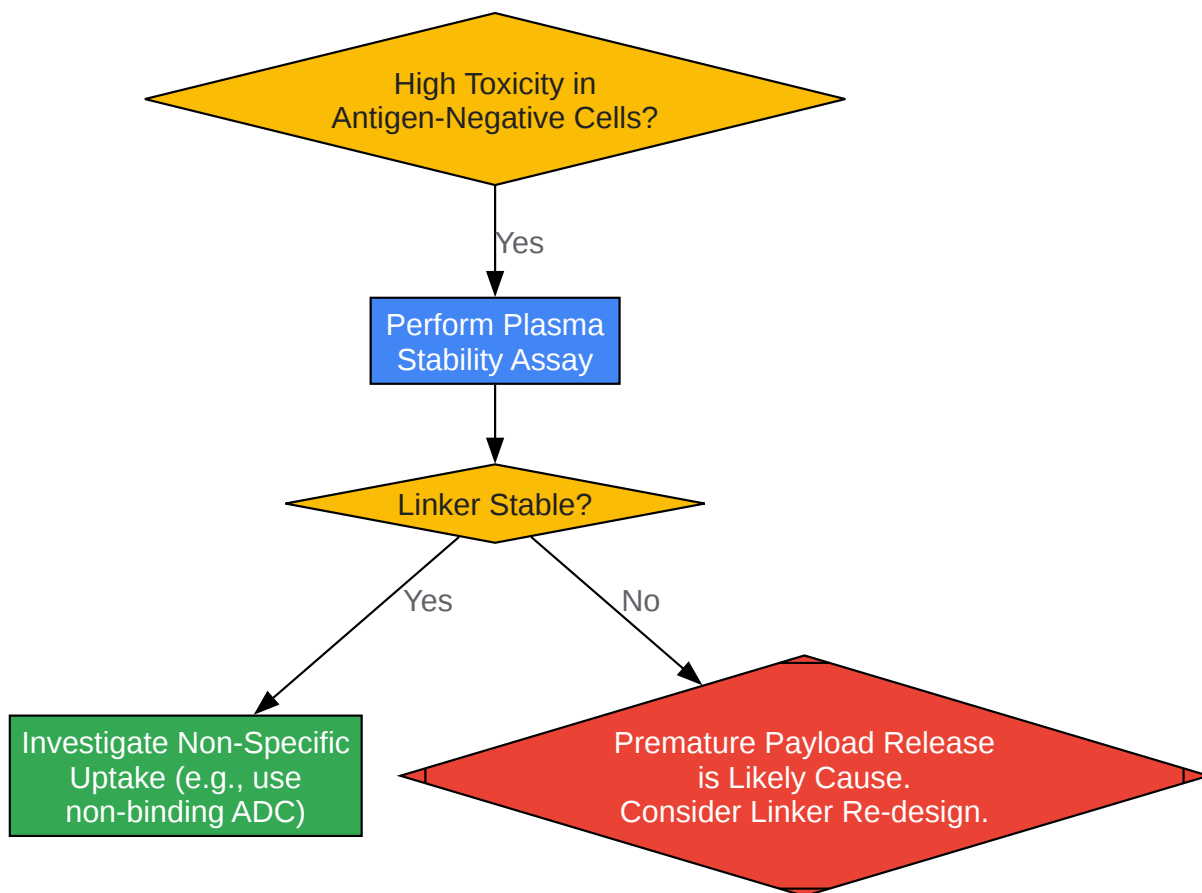 High Toxicity in
Antigen-Negative Cells?
Yes
Perform Plasma
Stability Assay
Linker Stable?
Yes
No
Investigate Non-Specific
Uptake (e.g., use
non-binding ADC)
Premature Payload Release
is Likely Cause.
Consider Linker Re-design.